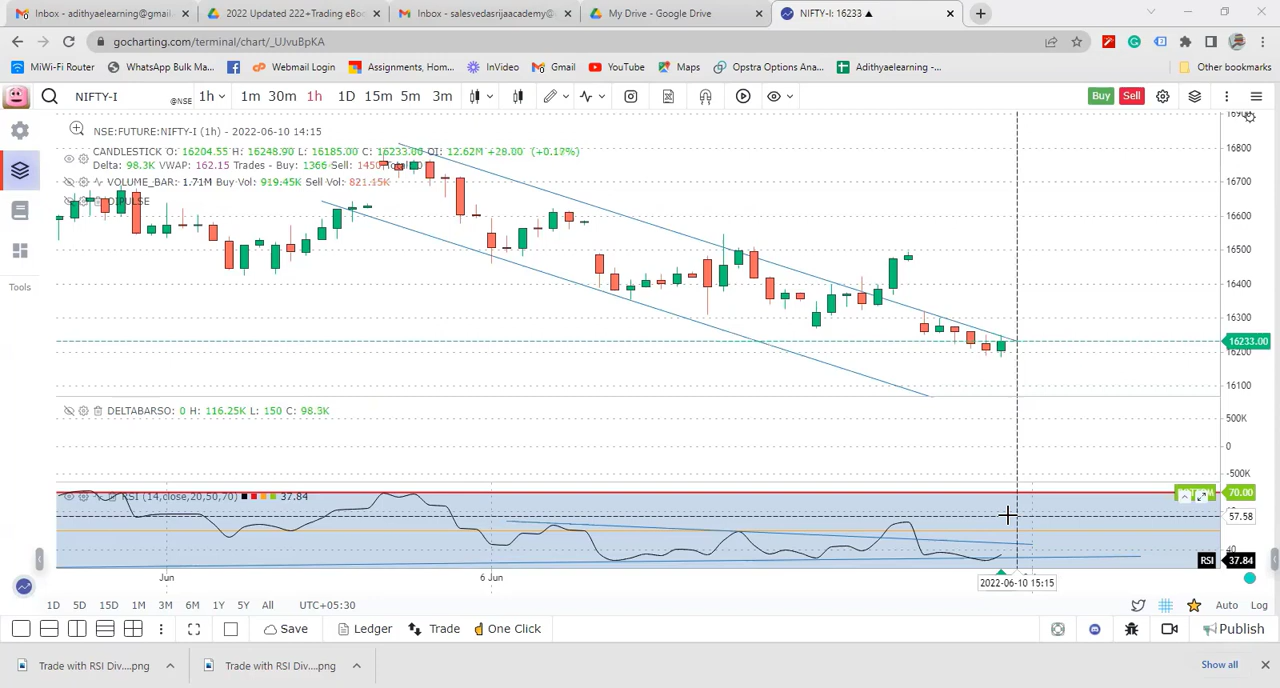 Inbox - adithyaelearning@gmail
2022 Updated 222+Trading eBoo
Inbox - salesvedasrijaacademy@
My Drive - Google Drive
NIFTY-I: 16233 ▲
gocharting.com/terminal/chart/_UJvuBpKA
MiWi-Fi Router
WhatsApp Bulk Ma...
Webmail Login
Assignments, Hom...
InVideo
Gmail
YouTube
Maps
Opstra Options Ana...
Adithyaelearning -...
Other bookmarks
NIFTY-I
@NSE
1h
1m 30m 1h 1D 15m 5m 3m
Buy Sell
NSE:FUTURE:NIFTY-I (1h) - 2022-06-10 14:15
CANDLESTICK O: 16204.55 H: 16248.90 L: 16185.00 C: 16233.00 OI: 12.62M +28.00 (+0.17%)
Delta: 98.3K VWAP: 162.15 Trades - Buy: 1366 Sell: 1450
VOLUME_BAR: 1.71M Buy Vol: 919.45K Sell Vol: 821.15K
16900
16800
16700
16600
16500
16400
16300
16233.00
16200
16100
DELTABARSO: 0 H: 116.25K L: 150 C: 98.3K
500K
0
-500K
RSI (14,close,20,50,70) 37.84
70.00
57.58
40
RSI 37.84
Jun
6 Jun
2022-06-10 15:15
Tools
1D 5D 15D 1M 3M 6M 1Y 5Y All UTC+05:30
Auto Log
Save
Ledger
Trade
One Click
Publish
Trade with RSI Div....png
Trade with RSI Div....png
Show all